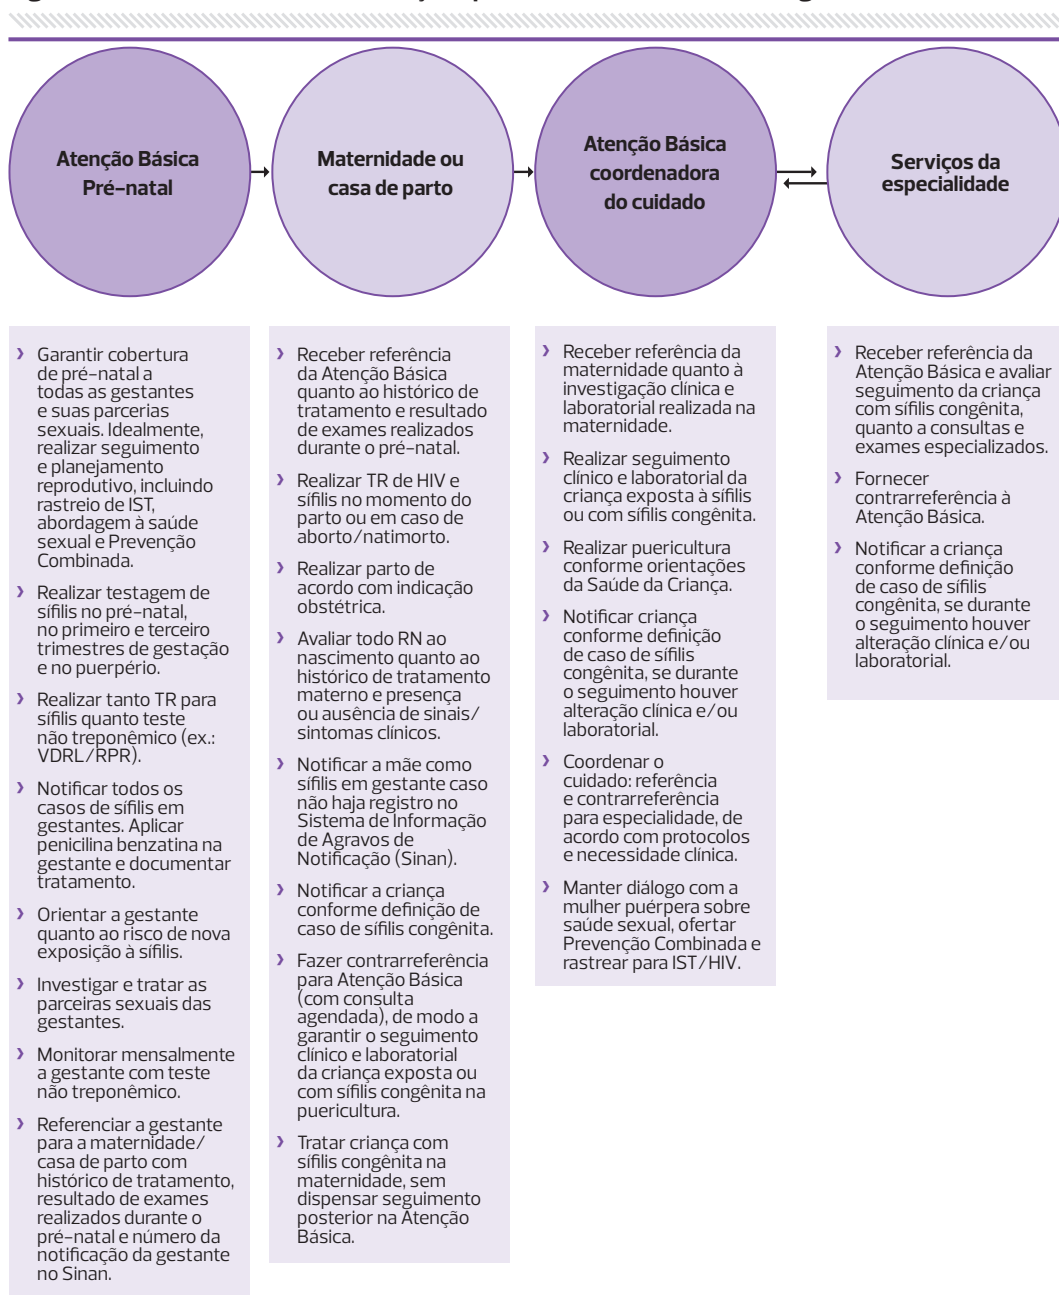 Atenção Básica
Pré-natal
Maternidade ou
casa de parto
Atenção Básica
coordenadora
do cuidado
Serviços da
especialidade
› Garantir cobertura
de pré-natal a
todas as gestantes
e suas parcerias
sexuais. Idealmente,
realizar seguimento
e planejamento
reprodutivo, incluindo
rastreio de IST,
abordagem à saúde
sexual e Prevenção
Combinada.
› Realizar testagem de
sífilis no pré-natal,
no primeiro e terceiro
trimestres de gestação
e no puerpério.
› Realizar tanto TR para
sífilis quanto teste
não treponêmico (ex.:
VDRL/RPR).
› Notificar todos os
casos de sífilis em
gestantes. Aplicar
penicilina benzatina na
gestante e documentar
tratamento.
› Orientar a gestante
quanto ao risco de nova
exposição à sífilis.
› Investigar e tratar as
parceiras sexuais das
gestantes.
› Monitorar mensalmente
a gestante com teste
não treponêmico.
› Referenciar a gestante
para a maternidade/
casa de parto com
histórico de tratamento,
resultado de exames
realizados durante o
pré-natal e número da
notificação da gestante
no Sinan.
› Receber referência
da Atenção Básica
quanto ao histórico de
tratamento e resultado
de exames realizados
durante o pré-natal.
› Realizar TR de HIV e
sífilis no momento do
parto ou em caso de
aborto/natimorto.
› Realizar parto de
acordo com indicação
obstétrica.
› Avaliar todo RN ao
nascimento quanto ao
histórico de tratamento
materno e presença
ou ausência de sinais/
sintomas clínicos.
› Notificar a mãe como
sífilis em gestante caso
não haja registro no
Sistema de Informação
de Agravos de
Notificação (Sinan).
› Notificar a criança
conforme definição de
caso de sífilis congênita.
› Fazer contrarreferência
para Atenção Básica
(com consulta
agendada), de modo a
garantir o seguimento
clínico e laboratorial
da criança exposta ou
com sífilis congênita na
puericultura.
› Tratar criança com
sífilis congênita na
maternidade, sem
dispensar seguimento
posterior na Atenção
Básica.
› Receber referência da
maternidade quanto à
investigação clínica e
laboratorial realizada na
maternidade.
› Realizar seguimento
clínico e laboratorial da
criança exposta à sífilis
ou com sífilis congênita.
› Realizar puericultura
conforme orientações
da Saúde da Criança.
› Notificar criança
conforme definição
de caso de sífilis
congênita, se durante
o seguimento houver
alteração clínica e/ou
laboratorial.
› Coordenar o
cuidado: referência
e contrarreferência
para especialidade, de
acordo com protocolos
e necessidade clínica.
› Manter diálogo com a
mulher puérpera sobre
saúde sexual, ofertar
Prevenção Combinada e
rastrear para IST/HIV.
› Receber referência da
Atenção Básica e avaliar
seguimento da criança
com sífilis congênita,
quanto a consultas e
exames especializados.
› Fornecer
contrarreferência à
Atenção Básica.
› Notificar a criança
conforme definição
de caso de sífilis
congênita, se durante
o seguimento houver
alteração clínica e/ou
laboratorial.